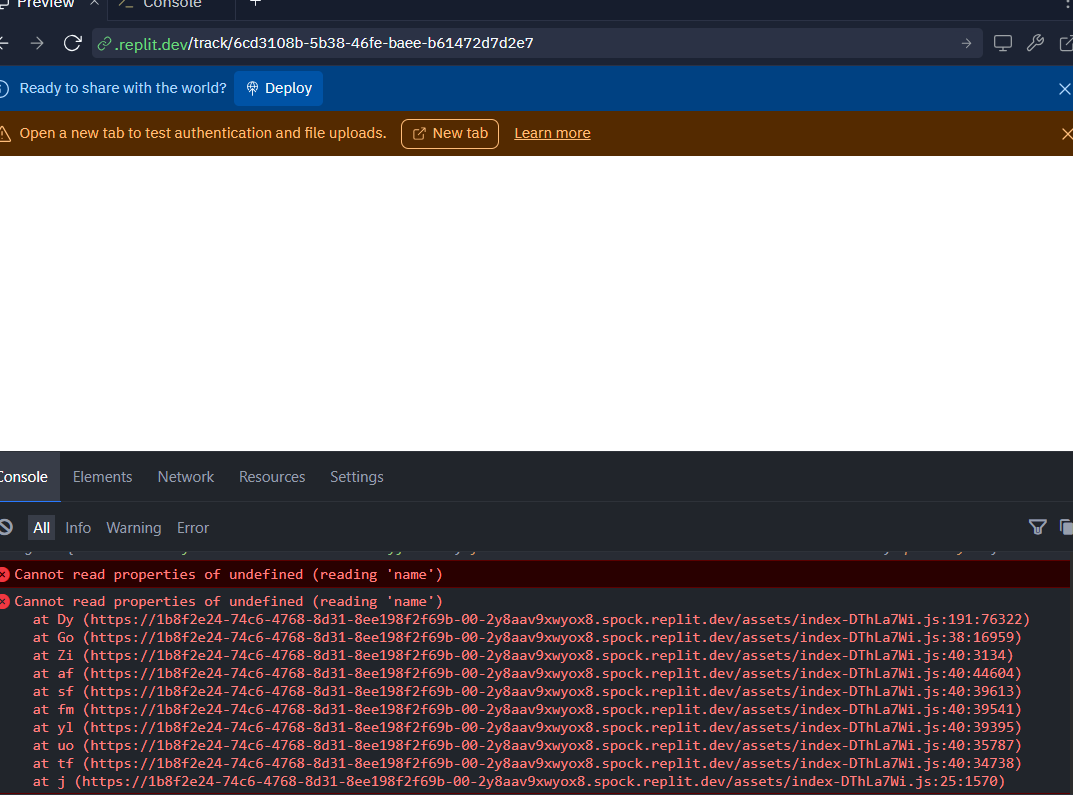 Preview
Console
.replit.dev/track/6cd3108b-5b38-46fe-baee-b61472d7d2e7
Ready to share with the world? Deploy
Open a new tab to test authentication and file uploads. New tab Learn more
Console Elements Network Resources Settings
All Info Warning Error
Cannot read properties of undefined (reading 'name')
Cannot read properties of undefined (reading 'name')
at Dy (https://1b8f2e24-74c6-4768-8d31-8ee198f2f69b-00-2y8aav9xwyox8.spock.replit.dev/assets/index-DThLa7Wi.js:191:76322)
at Go (https://1b8f2e24-74c6-4768-8d31-8ee198f2f69b-00-2y8aav9xwyox8.spock.replit.dev/assets/index-DThLa7Wi.js:38:16959)
at Zi (https://1b8f2e24-74c6-4768-8d31-8ee198f2f69b-00-2y8aav9xwyox8.spock.replit.dev/assets/index-DThLa7Wi.js:40:3134)
at af (https://1b8f2e24-74c6-4768-8d31-8ee198f2f69b-00-2y8aav9xwyox8.spock.replit.dev/assets/index-DThLa7Wi.js:40:44604)
at sf (https://1b8f2e24-74c6-4768-8d31-8ee198f2f69b-00-2y8aav9xwyox8.spock.replit.dev/assets/index-DThLa7Wi.js:40:39613)
at fm (https://1b8f2e24-74c6-4768-8d31-8ee198f2f69b-00-2y8aav9xwyox8.spock.replit.dev/assets/index-DThLa7Wi.js:40:39541)
at yl (https://1b8f2e24-74c6-4768-8d31-8ee198f2f69b-00-2y8aav9xwyox8.spock.replit.dev/assets/index-DThLa7Wi.js:40:39395)
at uo (https://1b8f2e24-74c6-4768-8d31-8ee198f2f69b-00-2y8aav9xwyox8.spock.replit.dev/assets/index-DThLa7Wi.js:40:35787)
at tf (https://1b8f2e24-74c6-4768-8d31-8ee198f2f69b-00-2y8aav9xwyox8.spock.replit.dev/assets/index-DThLa7Wi.js:40:34738)
at j (https://1b8f2e24-74c6-4768-8d31-8ee198f2f69b-00-2y8aav9xwyox8.spock.replit.dev/assets/index-DThLa7Wi.js:25:1570)